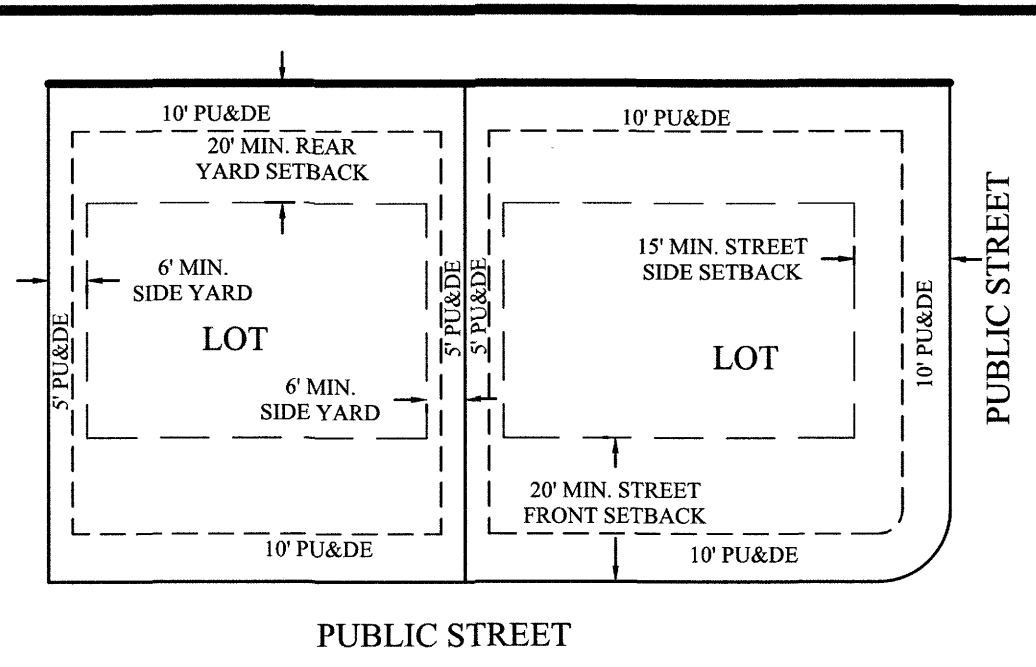 10' PU&DE
10' PU&DE
20' MIN. REAR
YARD SETBACK
6' MIN.
SIDE YARD
15' MIN. STREET
SIDE SETBACK
PUBLIC STREET
5' PU&DE
5' PU&DE
5' PU&DE
10' PU&DE
LOT
LOT
6' MIN.
SIDE YARD
20' MIN. STREET
FRONT SETBACK
10' PU&DE
10' PU&DE
PUBLIC STREET